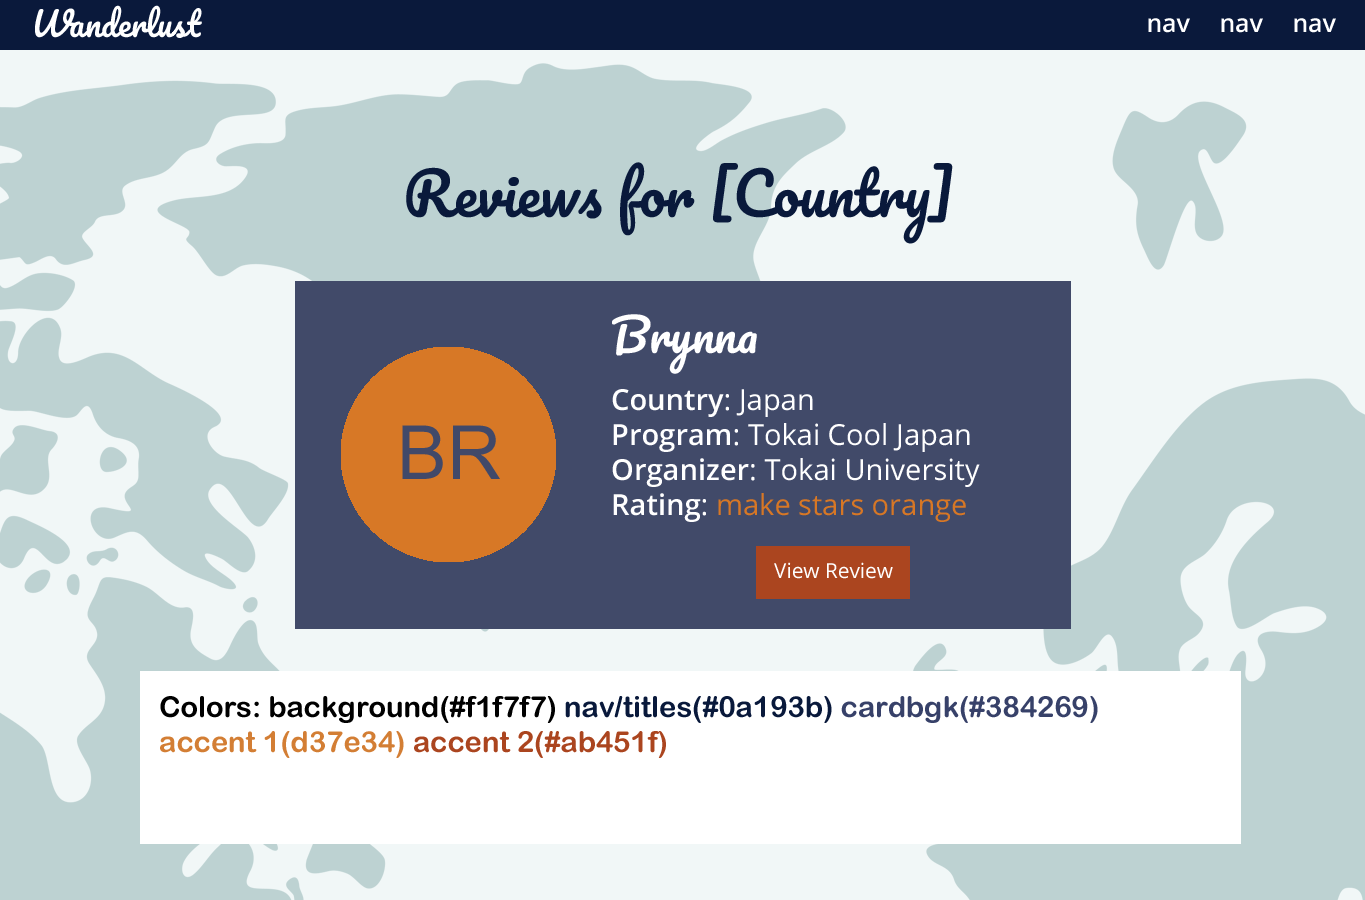 Wanderlust
nav nav nav
Reviews for [Country]
BR
Brynna
Country: Japan
Program: Tokai Cool Japan
Organizer: Tokai University
Rating: make stars orange
View Review
Colors: background(#f1f7f7) nav/titles(#0a193b) cardbgk(#384269)
accent 1(d37e34) accent 2(#ab451f)